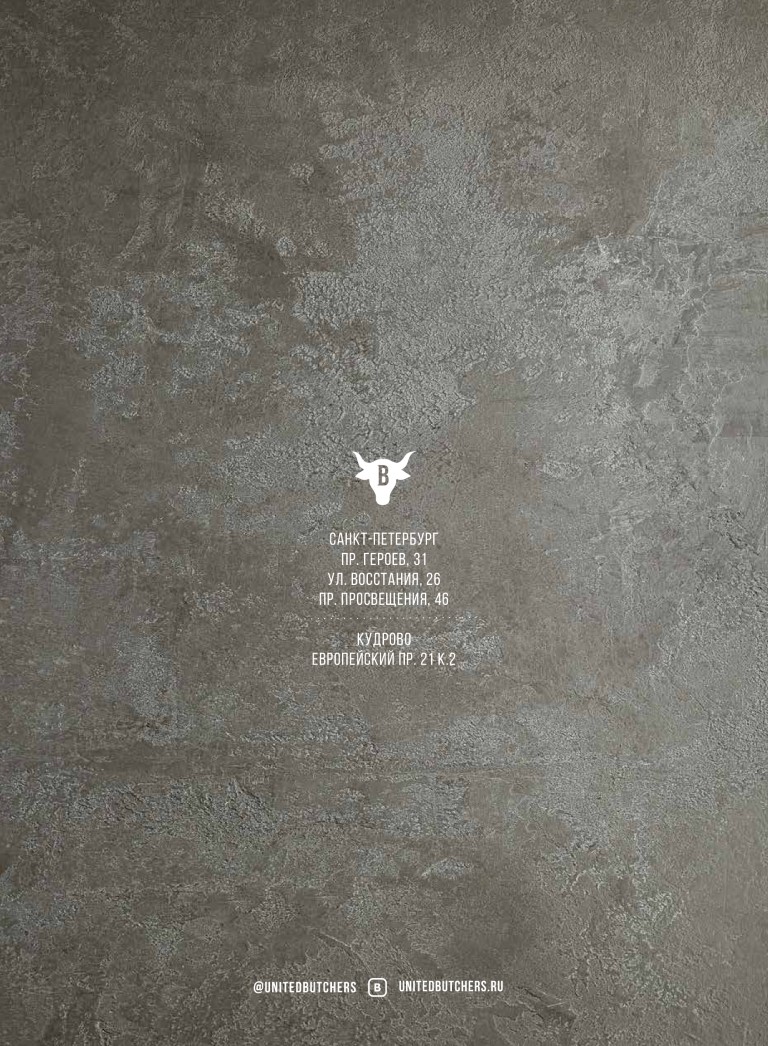 B
САНКТ-ПЕТЕРБУРГ
ПР. ГЕРОЕВ, 31
УЛ. ВОССТАНИЯ, 26
ПР. ПРОСВЕЩЕНИЯ, 46
КУДРОВО
ЕВРОПЕЙСКИЙ ПР. 21 К.2
@UNITEDBUTCHERS B UNITEDBUTCHERS.RU